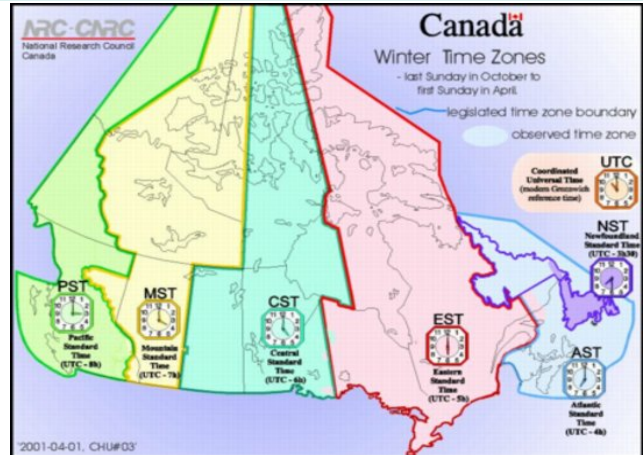 NRC-CNRC
National Research Council
Canada
Canada
Winter Time Zones
- last Sunday in October to
first Sunday in April.
legislated time zone boundary
observed time zone
UTC
Coordinated
Universal Time
(modern Greenwich
reference time)
NST
Newfoundland
Standard Time
(UTC - 3h30)
PST
Pacific
Standard
Time
(UTC - 8h)
MST
Mountain
Standard
Time
(UTC - 7h)
CST
Central
Standard
Time
(UTC - 6h)
EST
Eastern
Standard
Time
(UTC - 5h)
AST
Atlantic
Standard
Time
(UTC - 4h)
'2001-04-01, CHU#03'